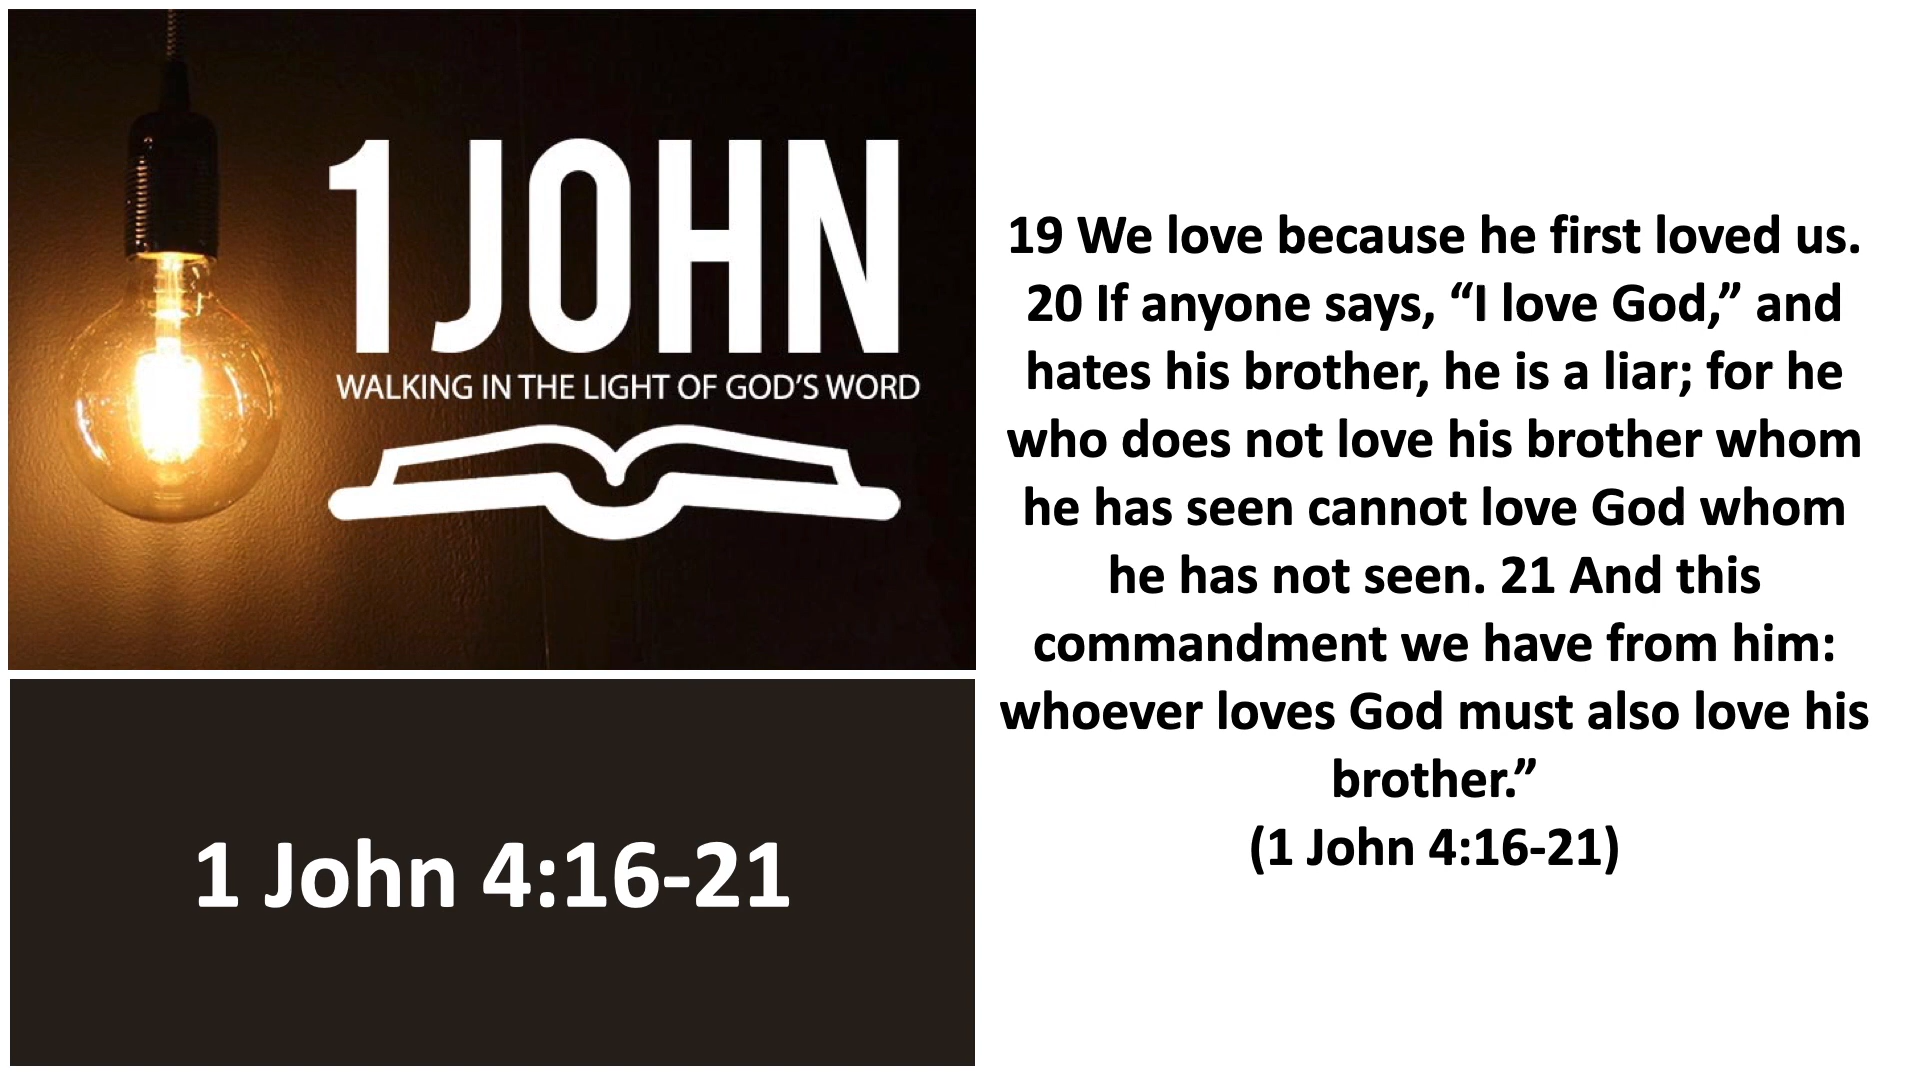 1 JOHN
WALKING IN THE LIGHT OF GOD'S WORD
1 John 4:16-21
19 We love because he first loved us.
20 If anyone says, “I love God,” and
hates his brother, he is a liar; for he
who does not love his brother whom
he has seen cannot love God whom
he has not seen. 21 And this
commandment we have from him:
whoever loves God must also love his
brother.”
(1 John 4:16-21)